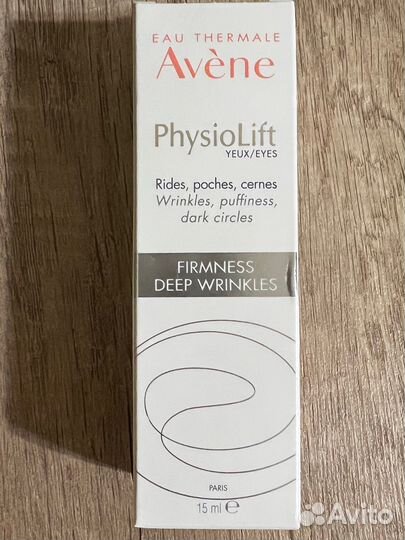 EAU THERMALE
Avène
PhysioLift
YEUX/EYES
Rides, poches, cernes
Wrinkles, puffiness,
dark circles
FIRMNESS
DEEP WRINKLES
PARIS
15 ml ℮
Avito